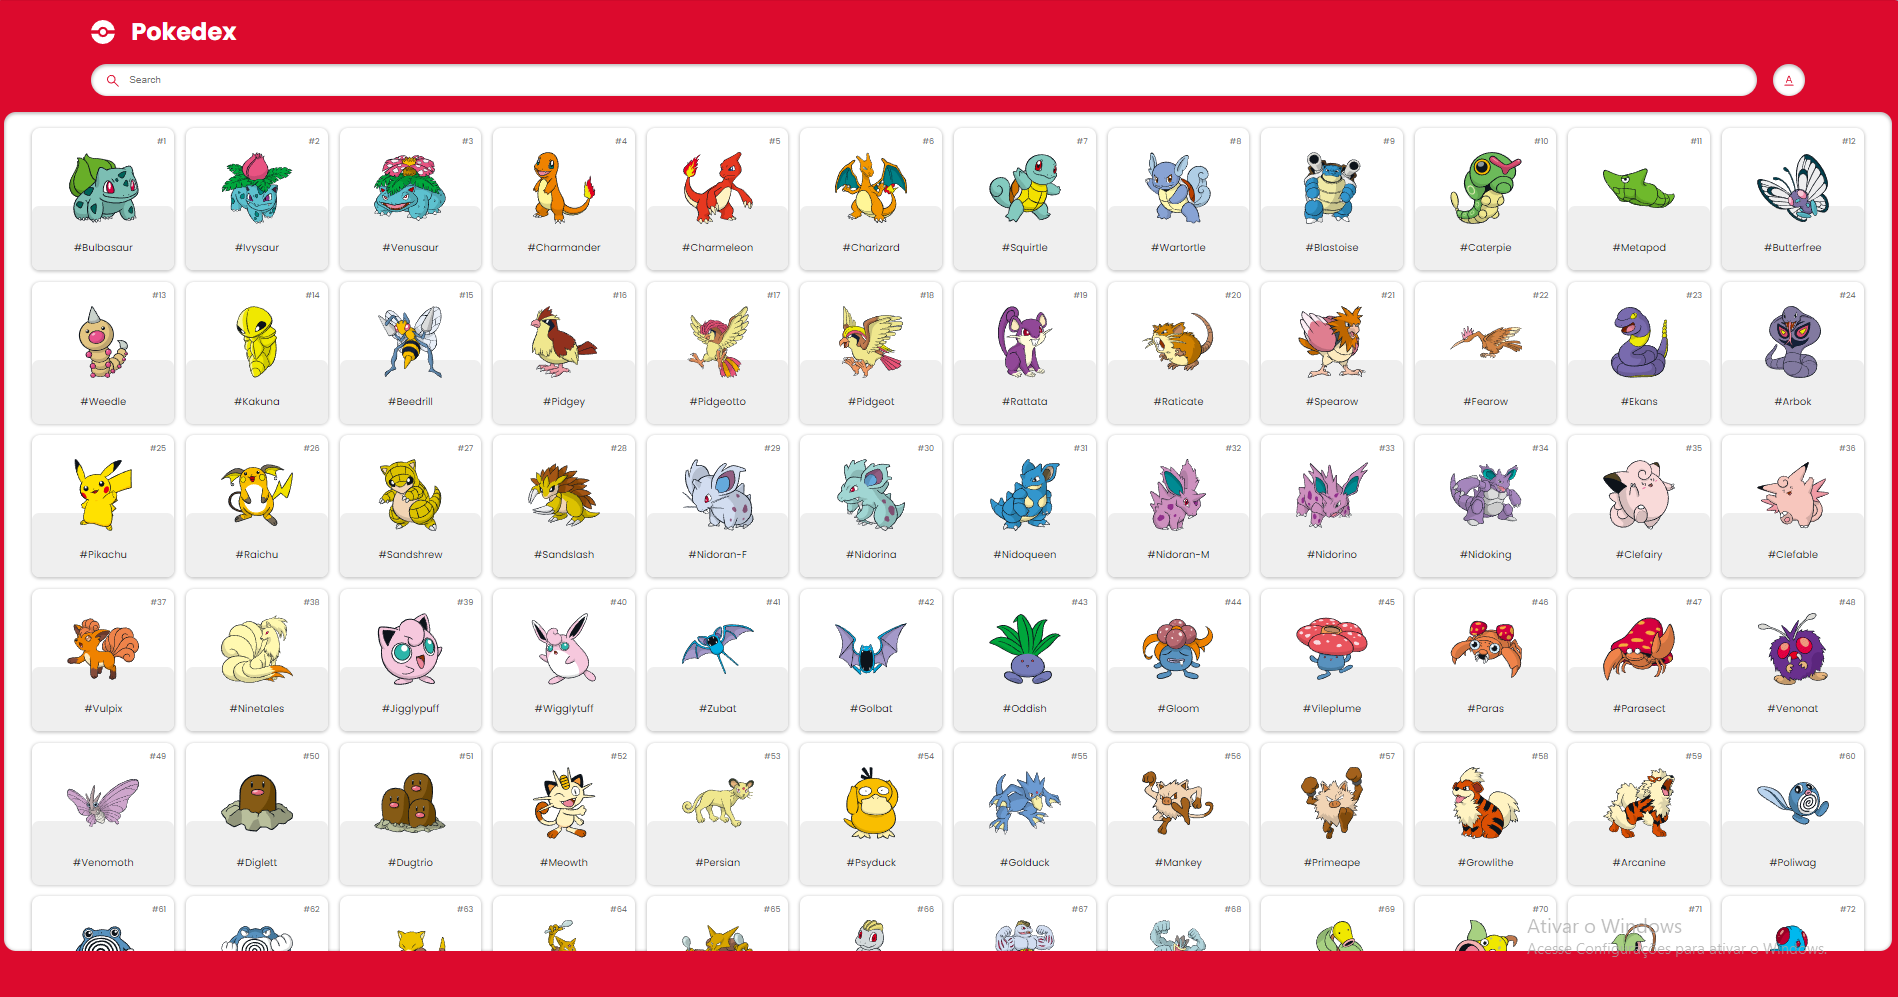 Pokedex
Search
A
#1 #2 #3 #4 #5 #6 #7 #8 #9 #10 #11 #12
#Bulbasaur #Ivysaur #Venusaur #Charmander #Charmeleon #Charizard #Squirtle #Wartortle #Blastoise #Caterpie #Metapod #Butterfree
#13 #14 #15 #16 #17 #18 #19 #20 #21 #22 #23 #24
#Weedle #Kakuna #Beedrill #Pidgey #Pidgeotto #Pidgeot #Rattata #Raticate #Spearow #Fearow #Ekans #Arbok
#25 #26 #27 #28 #29 #30 #31 #32 #33 #34 #35 #36
#Pikachu #Raichu #Sandshrew #Sandslash #Nidoran-F #Nidorina #Nidoqueen #Nidoran-M #Nidorino #Nidoking #Clefairy #Clefable
#37 #38 #39 #40 #41 #42 #43 #44 #45 #46 #47 #48
#Vulpix #Ninetales #Jigglypuff #Wigglytuff #Zubat #Golbat #Oddish #Gloom #Vileplume #Paras #Parasect #Venonat
#49 #50 #51 #52 #53 #54 #55 #56 #57 #58 #59 #60
#Venomoth #Diglett #Dugtrio #Meowth #Persian #Psyduck #Golduck #Mankey #Primeape #Growlithe #Arcanine #Poliwag
#61 #62 #63 #64 #65 #66 #67 #68 #69 #70 #71 #72
Ativar o Windows
Acesse Configurações para ativar o Windows.